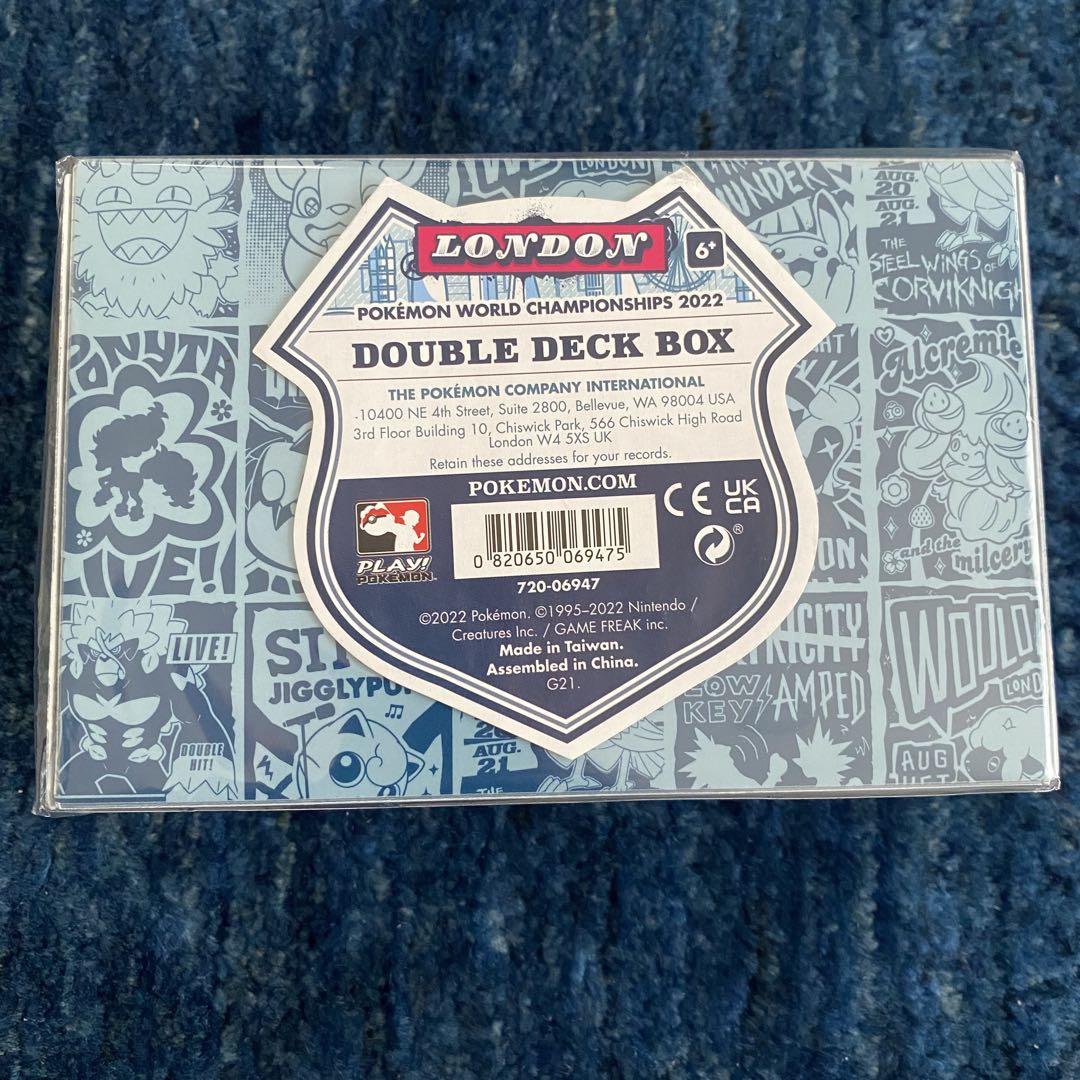 LONDON
6+
POKÉMON WORLD CHAMPIONSHIPS 2022
DOUBLE DECK BOX
THE POKÉMON COMPANY INTERNATIONAL
-10400 NE 4th Street, Suite 2800, Bellevue, WA 98004 USA
3rd Floor Building 10, Chiswick Park, 566 Chiswick High Road
London W4 5XS UK
Retain these addresses for your records.
POKEMON.COM
CE
UK
CA
PLAY!
POKÉMON
0 820650 069475
®
720-06947
©2022 Pokémon. ©1995–2022 Nintendo /
Creatures Inc. / GAME FREAK inc.
Made in Taiwan.
Assembled in China.
G21.
LONDON
AUG.
20
AUG.
21
THE
STEEL WINGS OF
CORVIKNIGH
PONYTA
LIVE!
Alcremie
and the
milcery
LIVE!
DOUBLE
HIT!
JIGGLYPU
AUG.
21
THE
LOW
KEY
AMPED
WOOLO
LOND
AUG